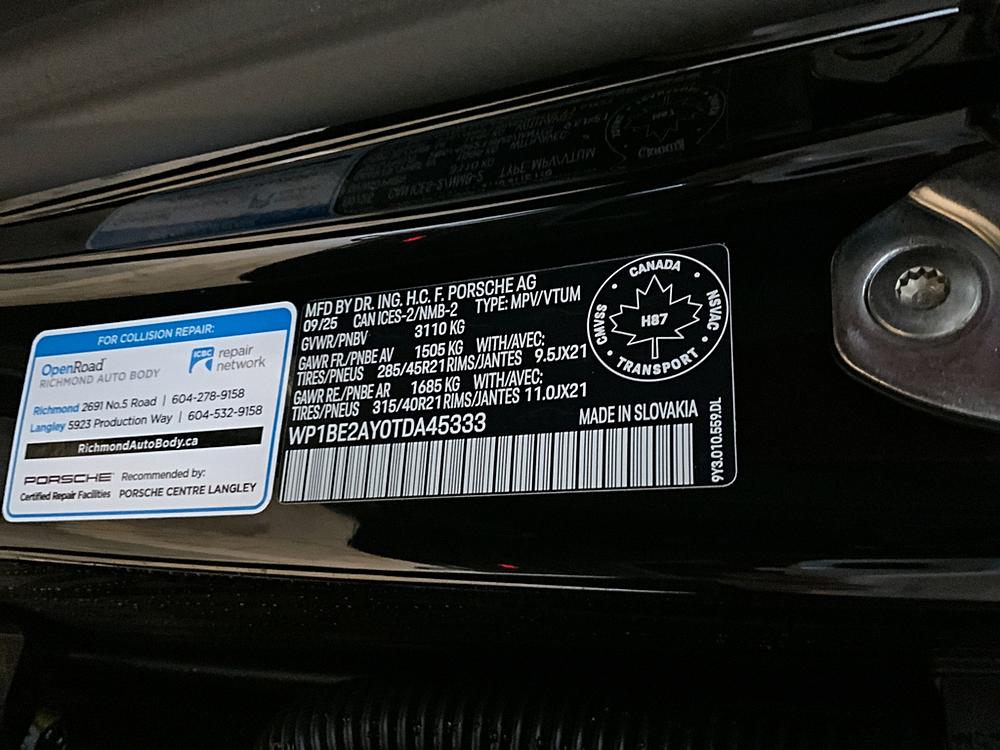 FOR COLLISION REPAIR:
OpenRoad
RICHMOND AUTO BODY
ICBC repair network
Richmond 2691 No.5 Road | 604-278-9158
Langley 5923 Production Way | 604-532-9158
RichmondAutoBody.ca
PORSCHE Recommended by:
Certified Repair Facilities PORSCHE CENTRE LANGLEY
MFD BY DR. ING. H.C. F. PORSCHE AG
09/25 CAN ICES-2/NMB-2 TYPE: MPV/VTUM
GVWR/PNBV 3110 KG
GAWR FR/PNBE AV 1505 KG WITH/AVEC:
TIRES/PNEUS 285/45R21 RIMS/JANTES 9.5JX21
GAWR RE/PNBE AR 1685 KG WITH/AVEC:
TIRES/PNEUS 315/40R21 RIMS/JANTES 11.0JX21
WP1BE2AY0TDA45333 MADE IN SLOVAKIA
CANADA
CMVSS H87 NSVAC
TRANSPORT
9Y3.010.559.DL